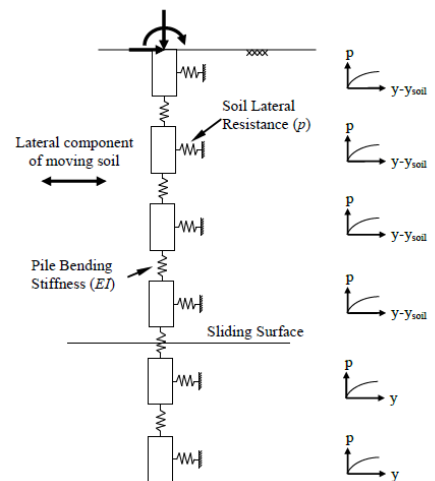 p
y-ysoil
Soil Lateral
Resistance (p)
Lateral component
of moving soil
p
y-ysoil
p
y-ysoil
Pile Bending
Stiffness (EI)
p
y-ysoil
Sliding Surface
p
y
p
y